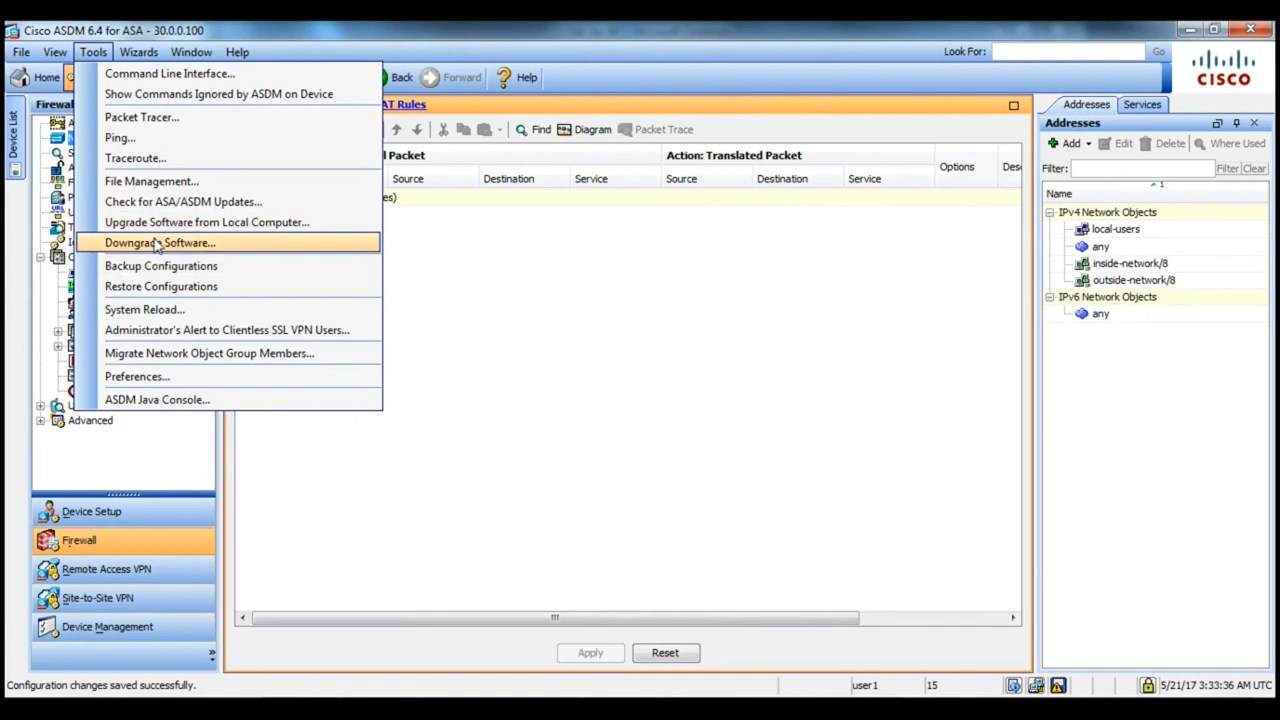 Cisco ASDM 6.4 for ASA - 30.0.0.100
File View Tools Wizards Window Help
Look For:
Go
Home
Back
Forward
Help
CISCO
Command Line Interface...
Show Commands Ignored by ASDM on Device
Packet Tracer...
Ping...
Traceroute...
File Management...
Check for ASA/ASDM Updates...
Upgrade Software from Local Computer...
Downgrade Software...
Backup Configurations
Restore Configurations
System Reload...
Administrator's Alert to Clientless SSL VPN Users...
Migrate Network Object Group Members...
Preferences...
ASDM Java Console...
Device List
Firewall
Advanced
Device Setup
Firewall
Remote Access VPN
Site-to-Site VPN
Device Management
AT Rules
Find
Diagram
Packet Trace
l Packet
Action: Translated Packet
Options
Des
Source
Destination
Service
Source
Destination
Service
es)
Apply
Reset
Addresses
Services
Addresses
Add
Edit
Delete
Where Used
Filter:
Filter
Clear
Name
1
IPv4 Network Objects
local-users
any
inside-network/8
outside-network/8
IPv6 Network Objects
any
Configuration changes saved successfully.
user1
15
5/21/17 3:33:36 AM UTC